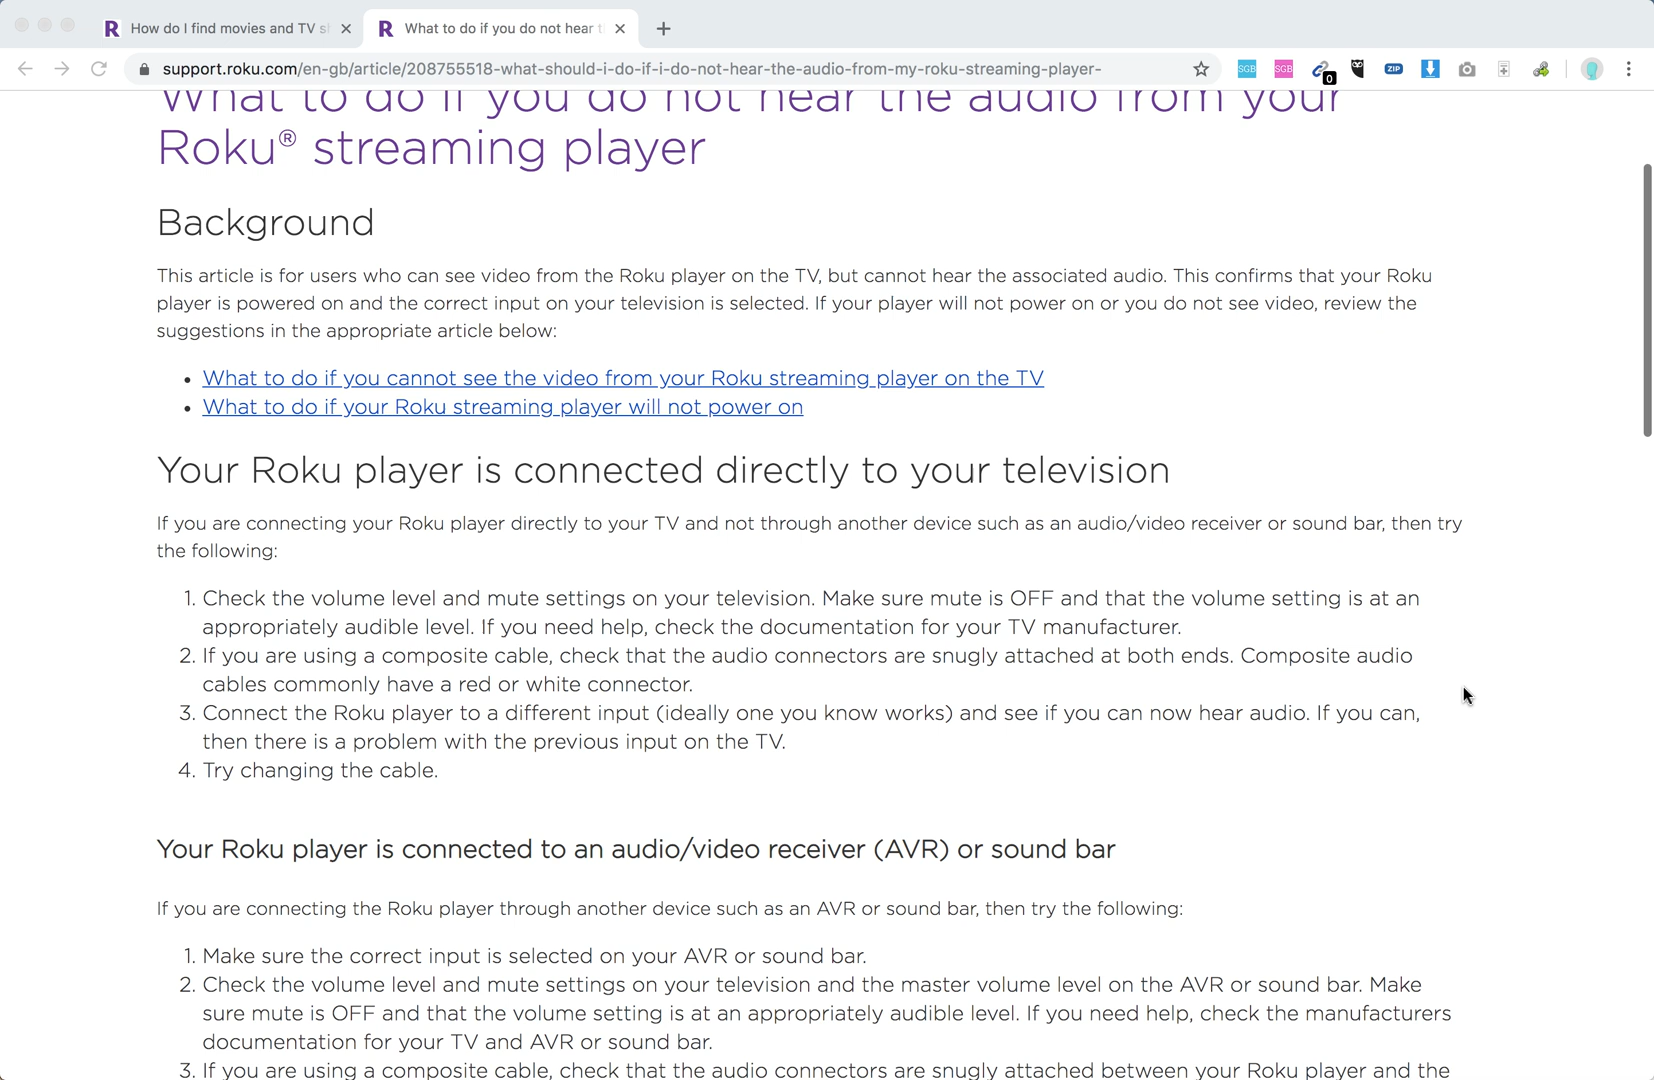 R How do I find movies and TV s
R What to do if you do not hear t
support.roku.com/en-gb/article/208755518-what-should-i-do-if-i-do-not-hear-the-audio-from-my-roku-streaming-player-
SGB SGB 0 ZIP
What to do if you do not hear the audio from your
Roku® streaming player
Background
This article is for users who can see video from the Roku player on the TV, but cannot hear the associated audio. This confirms that your Roku
player is powered on and the correct input on your television is selected. If your player will not power on or you do not see video, review the
suggestions in the appropriate article below:
• What to do if you cannot see the video from your Roku streaming player on the TV
• What to do if your Roku streaming player will not power on
Your Roku player is connected directly to your television
If you are connecting your Roku player directly to your TV and not through another device such as an audio/video receiver or sound bar, then try
the following:
1. Check the volume level and mute settings on your television. Make sure mute is OFF and that the volume setting is at an
appropriately audible level. If you need help, check the documentation for your TV manufacturer.
2. If you are using a composite cable, check that the audio connectors are snugly attached at both ends. Composite audio
cables commonly have a red or white connector.
3. Connect the Roku player to a different input (ideally one you know works) and see if you can now hear audio. If you can,
then there is a problem with the previous input on the TV.
4. Try changing the cable.
Your Roku player is connected to an audio/video receiver (AVR) or sound bar
If you are connecting the Roku player through another device such as an AVR or sound bar, then try the following:
1. Make sure the correct input is selected on your AVR or sound bar.
2. Check the volume level and mute settings on your television and the master volume level on the AVR or sound bar. Make
sure mute is OFF and that the volume setting is at an appropriately audible level. If you need help, check the manufacturers
documentation for your TV and AVR or sound bar.
3. If you are using a composite cable, check that the audio connectors are snugly attached between your Roku player and the